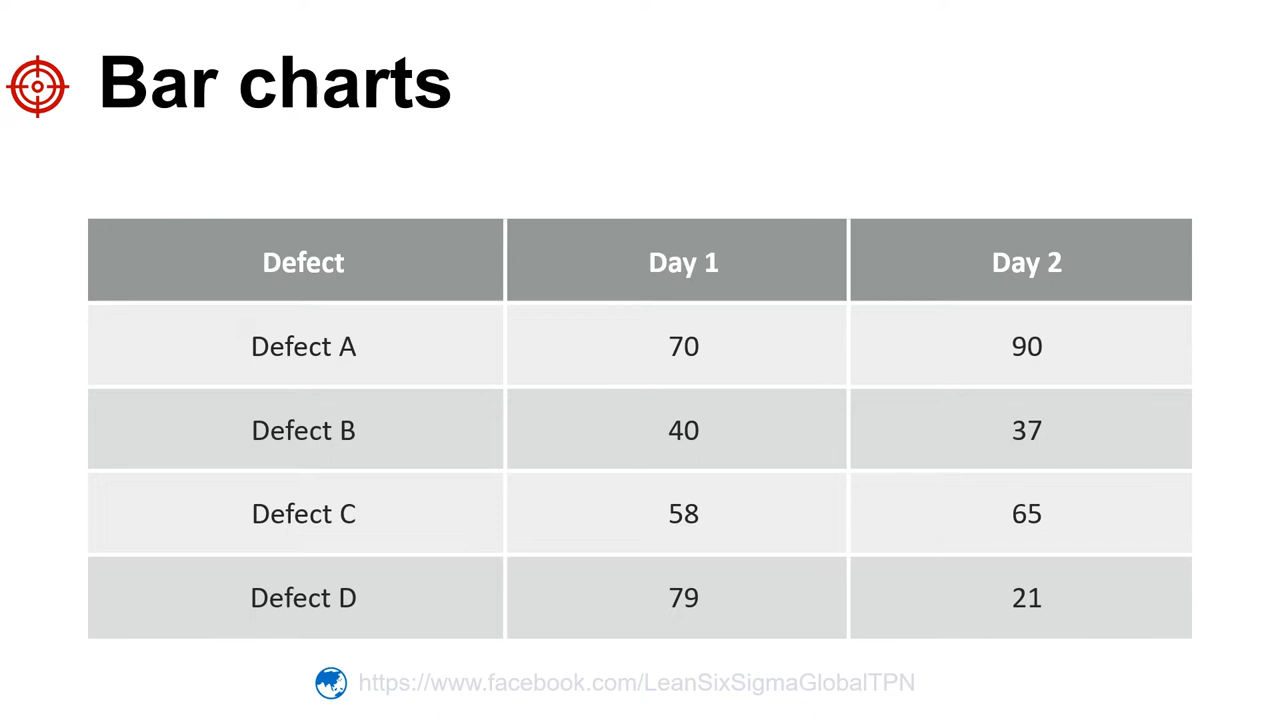 Bar charts
Defect Day 1 Day 2
Defect A 70 90
Defect B 40 37
Defect C 58 65
Defect D 79 21
https://www.facebook.com/LeanSixSigmaGlobalTPN